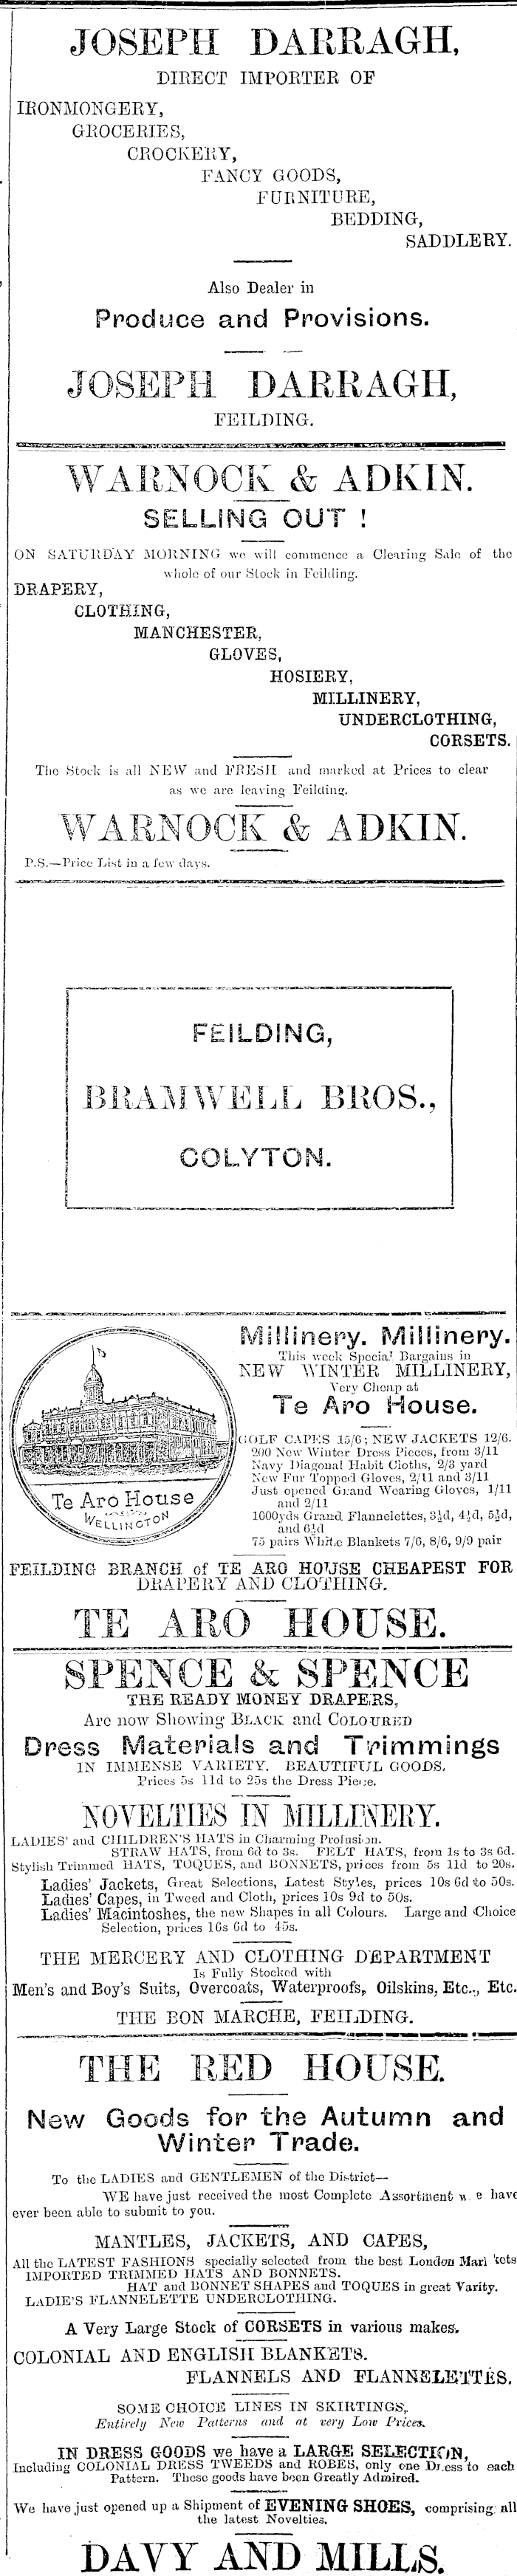 JOSEPH DARRAGH,
DIRECT IMPORTER OF
IRONMONGERY,
GROCERIES,
CROCKERY,
FANCY GOODS,
FURNITURE,
BEDDING,
SADDLERY.
Also Dealer in
Produce and Provisions.
JOSEPH DARRAGH,
FEILDING.
WARNOCK & ADKIN.
SELLING OUT !
ON SATURDAY MORNING we will commence a Clearing Sale of the
whole of our Stock in Feilding.
DRAPERY,
CLOTHING,
MANCHESTER,
GLOVES,
HOSIERY,
MILLINERY,
UNDERCLOTHING,
CORSETS.
The Stock is all NEW and FRESH and marked at Prices to clear
as we are leaving Feilding.
WARNOCK & ADKIN.
P.S.—Price List in a few days.
FEILDING,
BRAMWELL BROS.,
COLYTON.
Te Aro House
WELLINGTON
Millinery. Millinery.
This week Special Bargains in
NEW WINTER MILLINERY,
Very Cheap at
Te Aro House.
GOLF CAPES 15/6; NEW JACKETS 12/6.
200 New Winter Dress Pieces, from 3/11
Navy Diagonal Habit Cloths, 2/3 yard
New Fur Topped Gloves, 2/11 and 3/11
Just opened Grand Wearing Gloves, 1/11
and 2/11
1000yds Grand Flannelettes, 3½d, 4½d, 5½d,
and 6½d
75 pairs White Blankets 7/6, 8/6, 9/9 pair
FEILDING BRANCH of TE ARO HOUSE CHEAPEST FOR
DRAPERY AND CLOTHING.
TE ARO HOUSE.
SPENCE & SPENCE
THE READY MONEY DRAPERS,
Are now Showing BLACK and COLOURED
Dress Materials and Trimmings
IN IMMENSE VARIETY. BEAUTIFUL GOODS.
Prices 5s 11d to 25s the Dress Piece.
NOVELTIES IN MILLINERY.
LADIES' and CHILDREN'S HATS in Charming Profusion.
STRAW HATS, from 6d to 3s. FELT HATS, from 1s to 3s 6d.
Stylish Trimmed HATS, TOQUES, and BONNETS, prices from 5s 11d to 20s.
Ladies' Jackets, Great Selections, Latest Styles, prices 10s 6d to 50s.
Ladies' Capes, in Tweed and Cloth, prices 10s 9d to 50s.
Ladies' Macintoshes, the new Shapes in all Colours. Large and Choice
Selection, prices 16s 6d to 45s.
THE MERCERY AND CLOTHING DEPARTMENT
Is Fully Stocked with
Men's and Boy's Suits, Overcoats, Waterproofs, Oilskins, Etc., Etc.
THE BON MARCHE, FEILDING.
THE RED HOUSE.
New Goods for the Autumn and
Winter Trade.
To the LADIES and GENTLEMEN of the District—
WE have just received the most Complete Assortment we have
ever been able to submit to you.
MANTLES, JACKETS, AND CAPES,
All the LATEST FASHIONS specially selected from the best London Markets
IMPORTED TRIMMED HATS AND BONNETS.
HAT and BONNET SHAPES and TOQUES in great Varity.
LADIE'S FLANNELETTE UNDERCLOTHING.
A Very Large Stock of CORSETS in various makes.
COLONIAL AND ENGLISH BLANKETS.
FLANNELS AND FLANNELETTES.
SOME CHOICE LINES IN SKIRTINGS,
Entirely New Patterns and at very Low Prices.
IN DRESS GOODS we have a LARGE SELECTION,
Including COLONIAL DRESS TWEEDS and ROBES, only one Dress to each
Pattern. These goods have been Greatly Admired.
We have just opened up a Shipment of EVENING SHOES, comprising all
the latest Novelties.
DAVY AND MILLS.